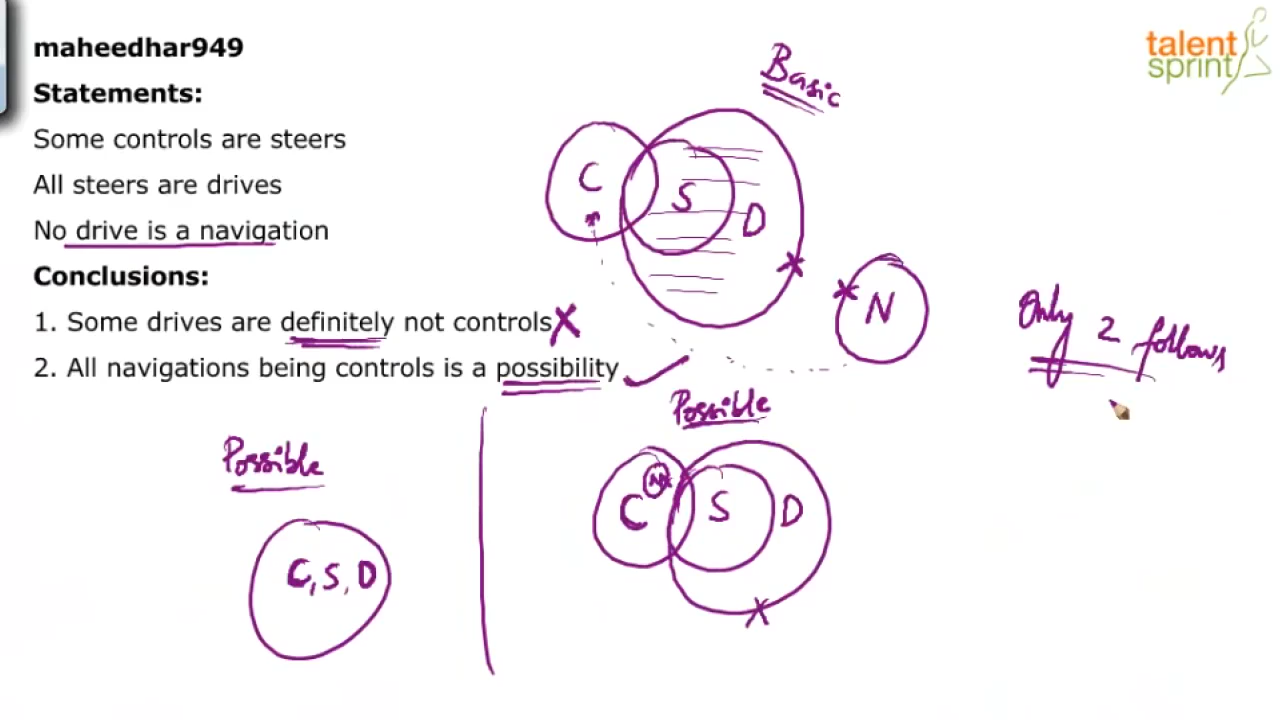 maheedhar949
talent
sprint
Statements:
Some controls are steers
All steers are drives
No drive is a navigation
Conclusions:
1. Some drives are definitely not controls
2. All navigations being controls is a possibility
Basic
C
S
D
N
Only 2 follows
Possible
C, S, D
Possible
N
C
S
D